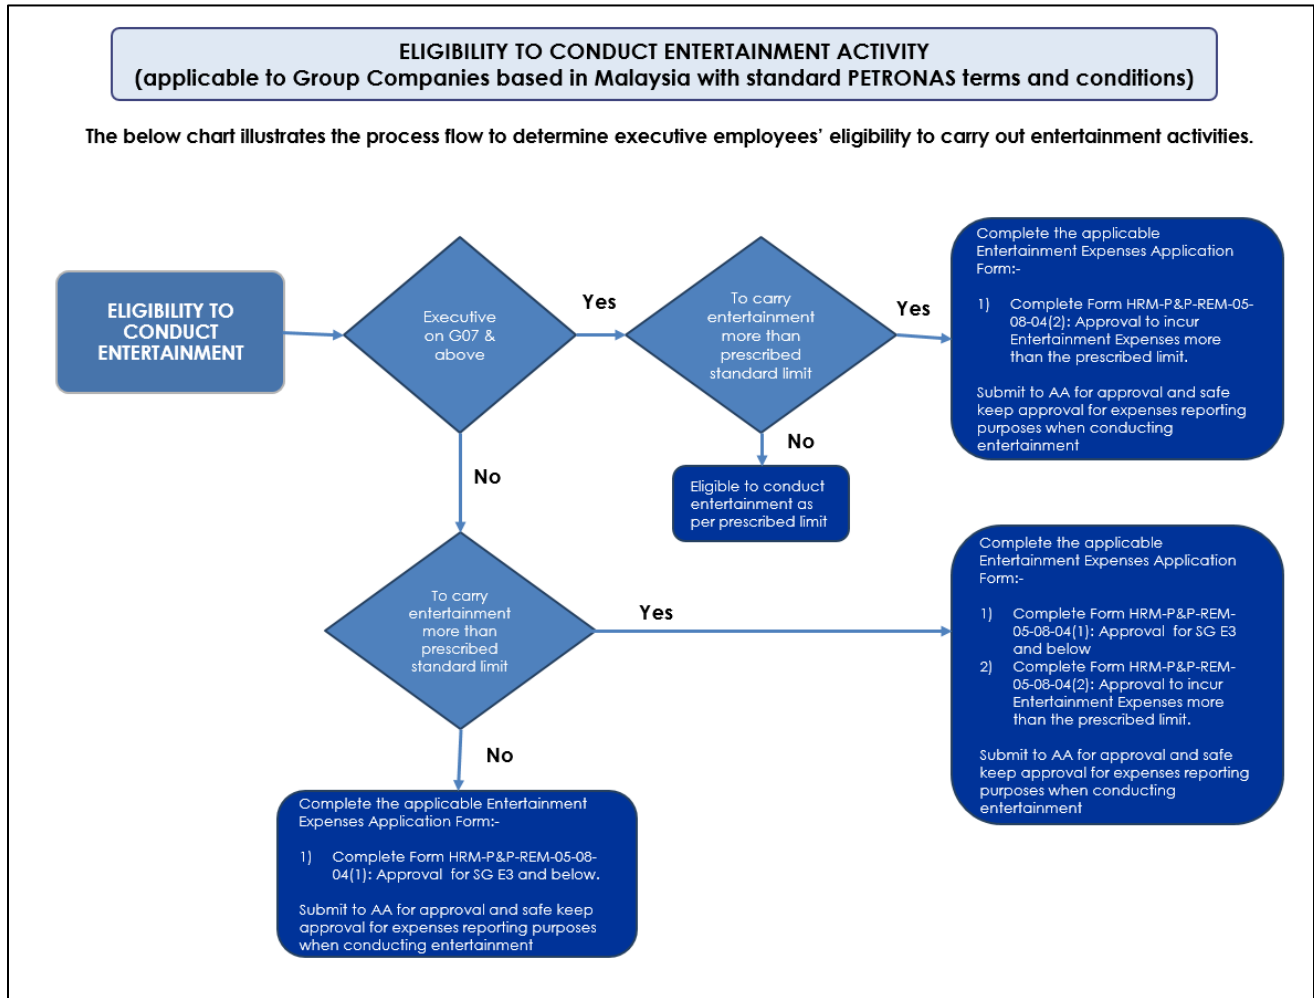 ELIGIBILITY TO CONDUCT ENTERTAINMENT ACTIVITY
(applicable to Group Companies based in Malaysia with standard PETRONAS terms and conditions)
The below chart illustrates the process flow to determine executive employees' eligibility to carry out entertainment activities.
ELIGIBILITY TO
CONDUCT
ENTERTAINMENT
Executive
on G07 &
above
Yes
To carry
entertainment
more than
prescribed
standard limit
Yes
Complete the applicable
Entertainment Expenses Application
Form:-
1) Complete Form HRM-P&P-REM-05-
08-04(2): Approval to incur
Entertainment Expenses more
than the prescribed limit.
Submit to AA for approval and safe
keep approval for expenses reporting
purposes when conducting
entertainment
No
Eligible to conduct
entertainment as
per prescribed limit
No
To carry
entertainment
more than
prescribed
standard limit
Yes
Complete the applicable
Entertainment Expenses Application
Form:-
1) Complete Form HRM-P&P-REM-
05-08-04(1): Approval for SG E3
and below
2) Complete Form HRM-P&P-REM-
05-08-04(2): Approval to incur
Entertainment Expenses more
than the prescribed limit.
Submit to AA for approval and safe
keep approval for expenses reporting
purposes when conducting
entertainment
No
Complete the applicable Entertainment
Expenses Application Form:-
1) Complete Form HRM-P&P-REM-05-08-
04(1): Approval for SG E3 and below.
Submit to AA for approval and safe keep
approval for expenses reporting purposes
when conducting entertainment